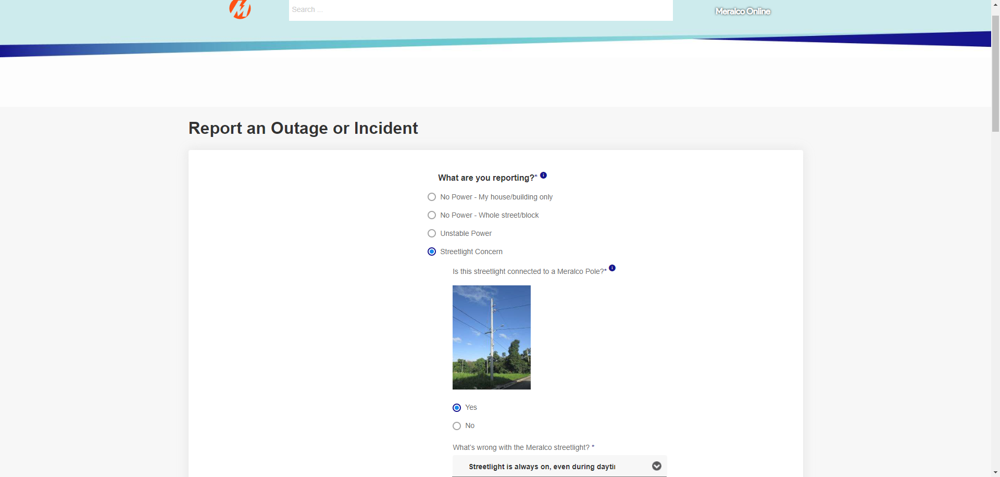 Search ...
Meralco Online
Report an Outage or Incident
What are you reporting?*
No Power - My house/building only
No Power - Whole street/block
Unstable Power
Streetlight Concern
Is this streetlight connected to a Meralco Pole?*
Yes
No
What's wrong with the Meralco streetlight? *
Streetlight is always on, even during dayti